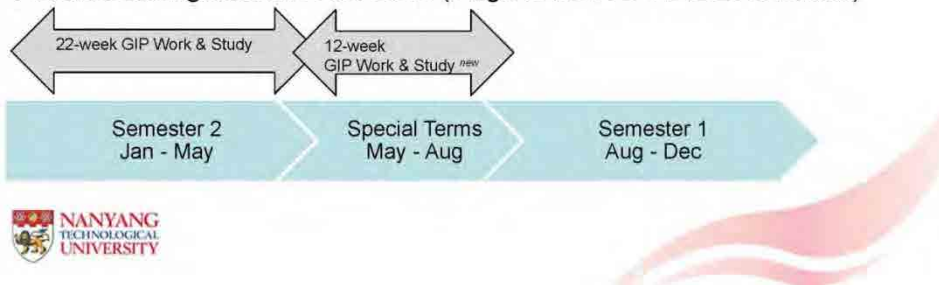 22-week GIP Work & Study
12-week
GIP Work & Study new
Semester 2
Jan - May
Special Terms
May - Aug
Semester 1
Aug - Dec
NANYANG
TECHNOLOGICAL
UNIVERSITY